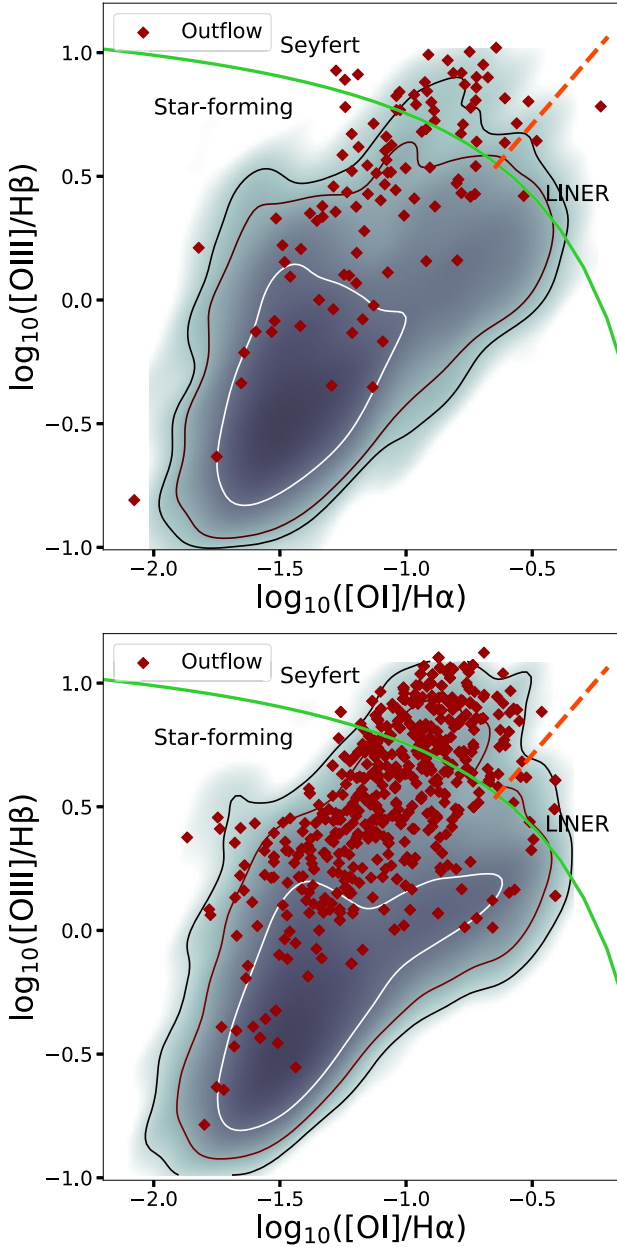 Outflow
Seyfert
Star-forming
LINER
1.0
0.5
0.0
−0.5
−1.0
log₁₀([OIII]/Hβ)
−2.0 −1.5 −1.0 −0.5
log₁₀([OI]/Hα)
Outflow
Seyfert
Star-forming
LINER
1.0
0.5
0.0
−0.5
−1.0
log₁₀([OIII]/Hβ)
−2.0 −1.5 −1.0 −0.5
log₁₀([OI]/Hα)